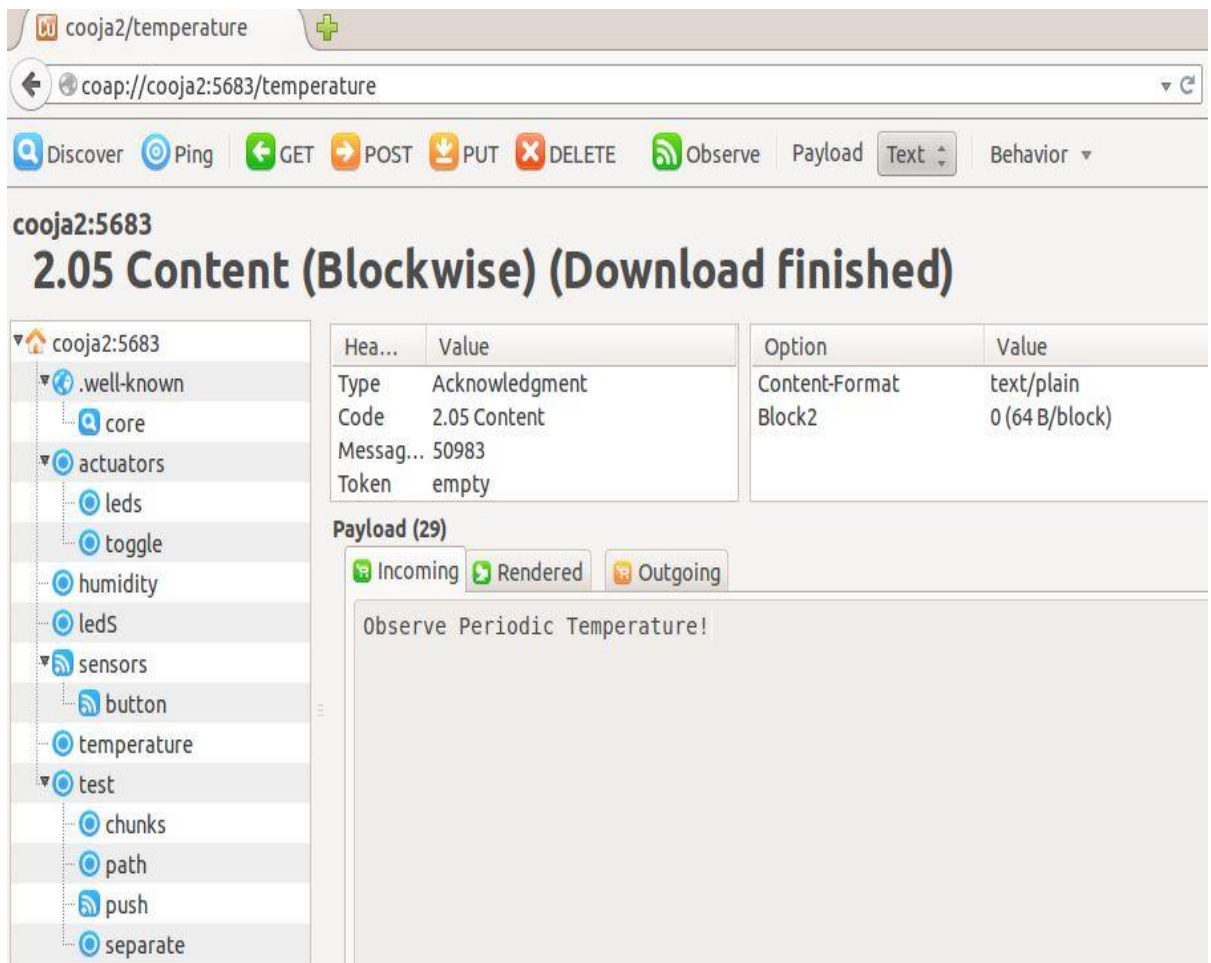 cooja2/temperature
coap://cooja2:5683/temperature
Discover Ping GET POST PUT DELETE Observe Payload Text Behavior
cooja2:5683
2.05 Content (Blockwise) (Download finished)
cooja2:5683
.well-known
core
actuators
leds
toggle
humidity
ledS
sensors
button
temperature
test
chunks
path
push
separate
Hea... Value
Type Acknowledgment
Code 2.05 Content
Messag... 50983
Token empty
Option Value
Content-Format text/plain
Block2 0 (64 B/block)
Payload (29)
Incoming Rendered Outgoing
Observe Periodic Temperature!